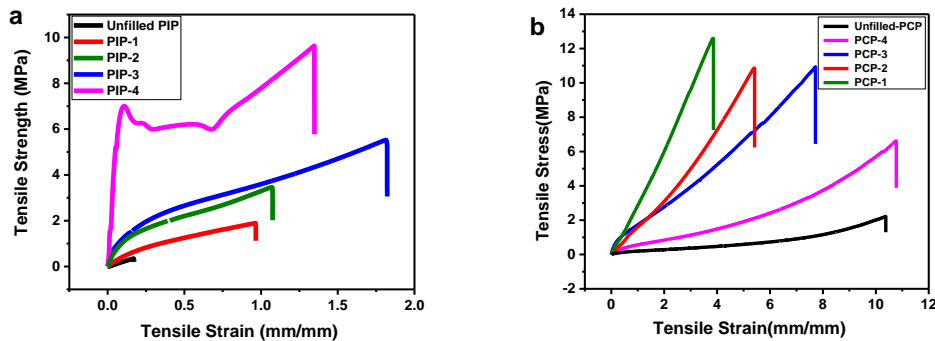 a
Unfilled PIP
PIP-1
PIP-2
PIP-3
PIP-4
Tensile Strength (MPa)
10
8
6
4
2
0
0.0 0.5 1.0 1.5 2.0
Tensile Strain (mm/mm)
b
Unfilled-PCP
PCP-4
PCP-3
PCP-2
PCP-1
Tensile Stress(MPa)
14
12
10
8
6
4
2
0
-2
0 2 4 6 8 10 12
Tensile Strain(mm/mm)